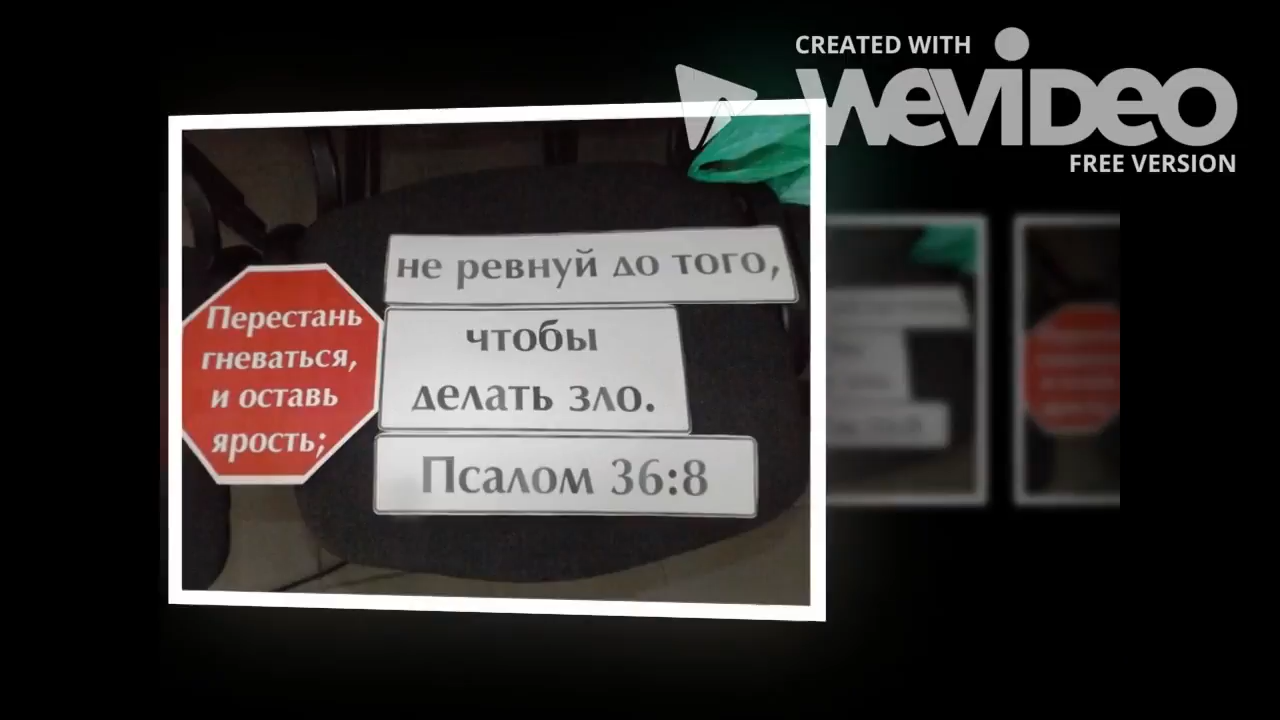 CREATED WITH
WEVIDEO
FREE VERSION
Перестань
гневаться,
и оставь
ярость;
не ревнуй до того,
чтобы
делать зло.
Псалом 36:8